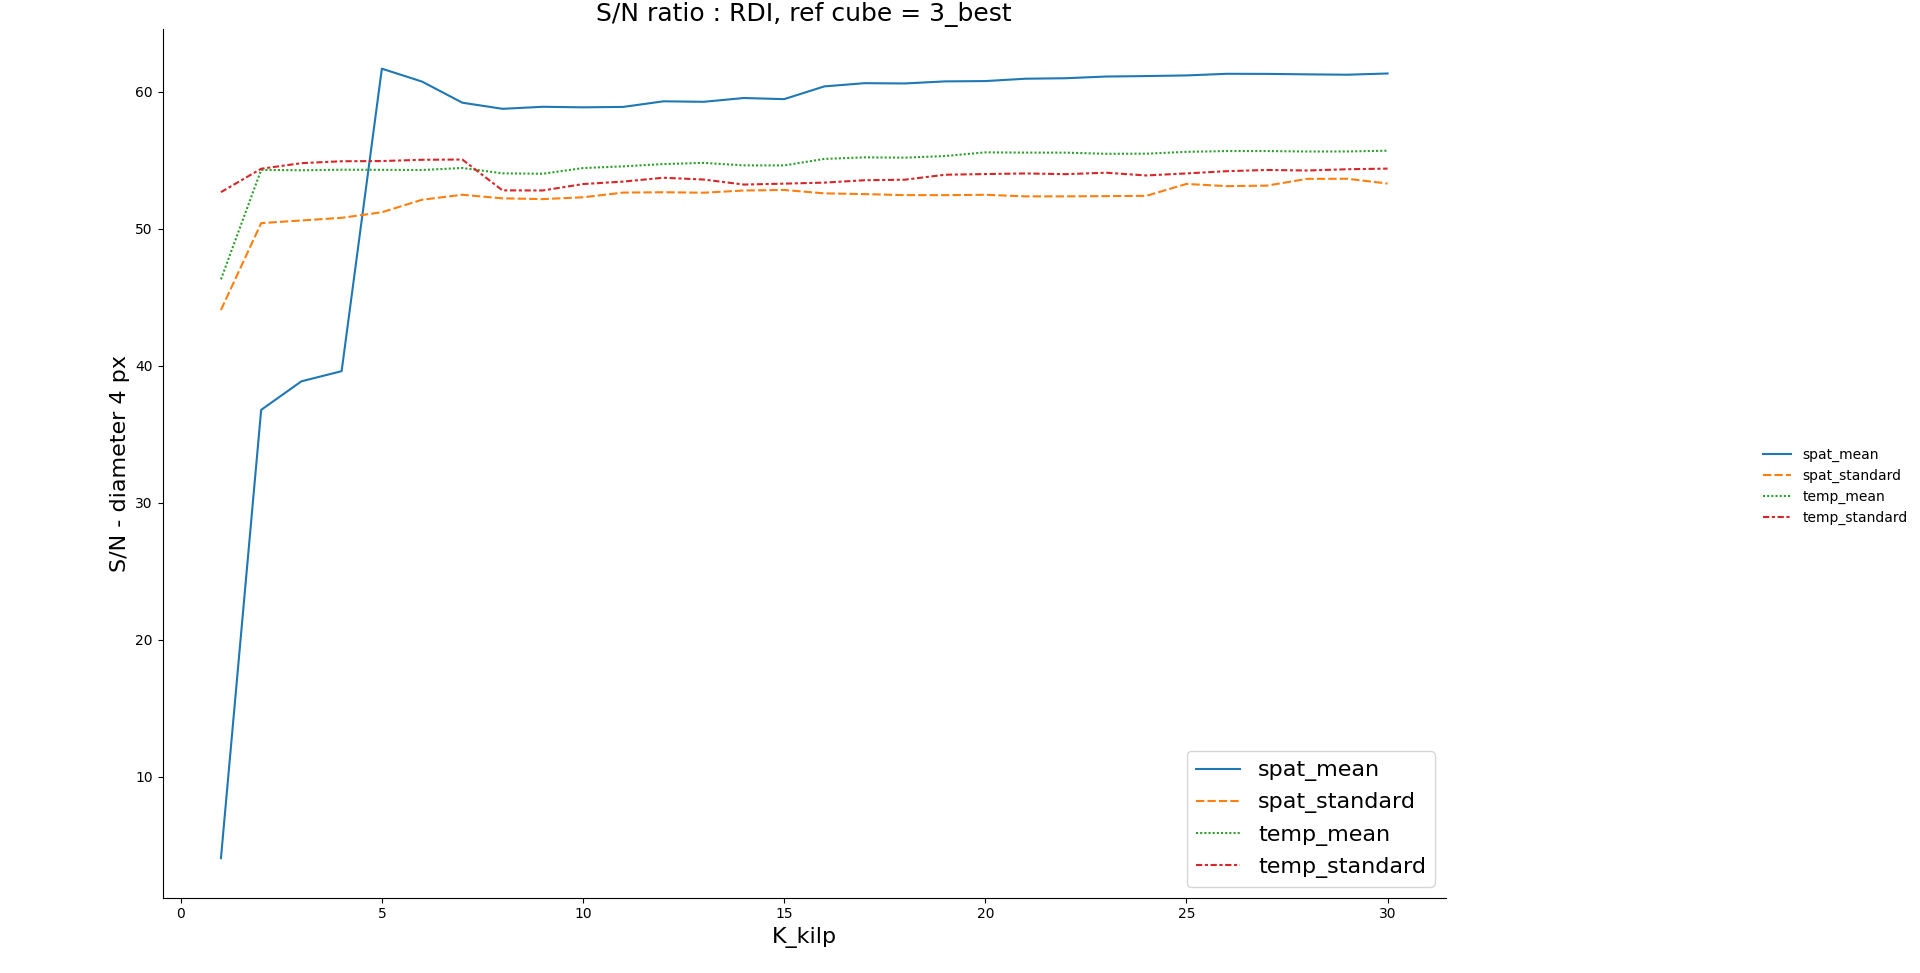 S/N ratio : RDI, ref cube = 3_best
S/N - diameter 4 px
60
50
40
30
20
10
0
5
10
15
20
25
30
K_kilp
spat_mean
spat_standard
temp_mean
temp_standard
spat_mean
spat_standard
temp_mean
temp_standard